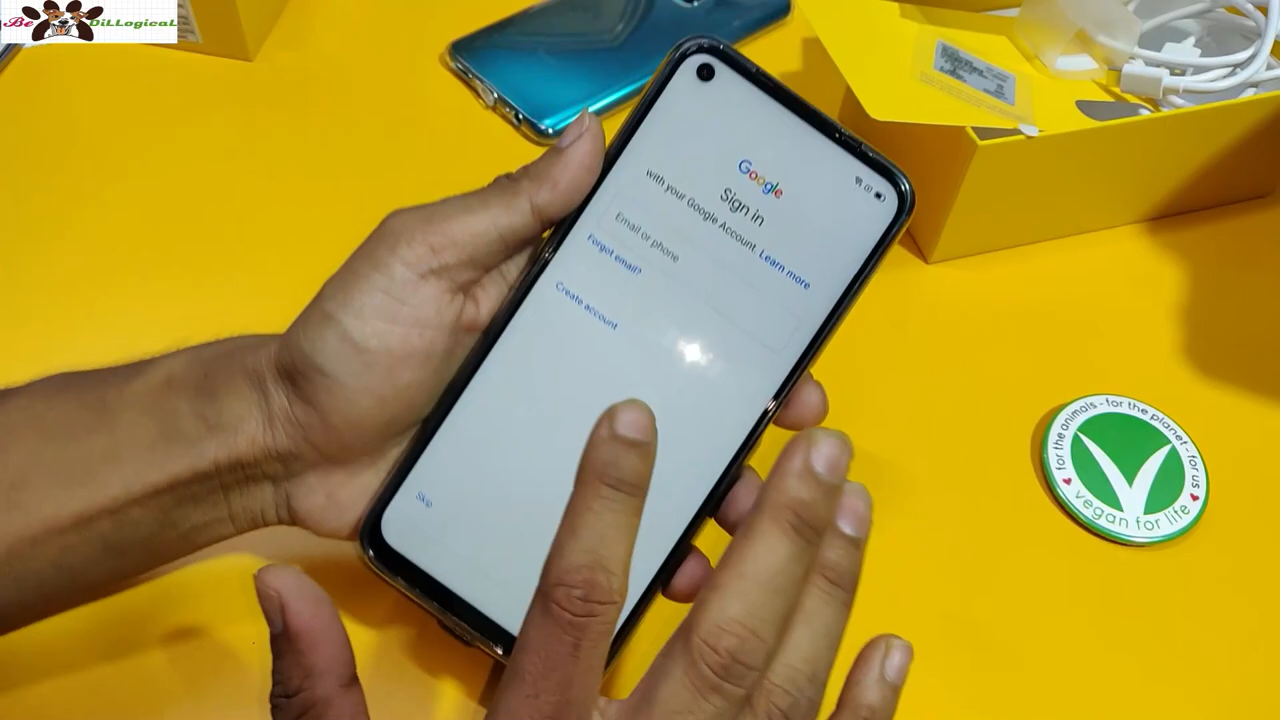 Be DiLLogicaL
Google
Sign in
with your Google Account. Learn more
Email or phone
Forgot email?
Create account
Skip
for the animals - for the planet - for us
vegan for life